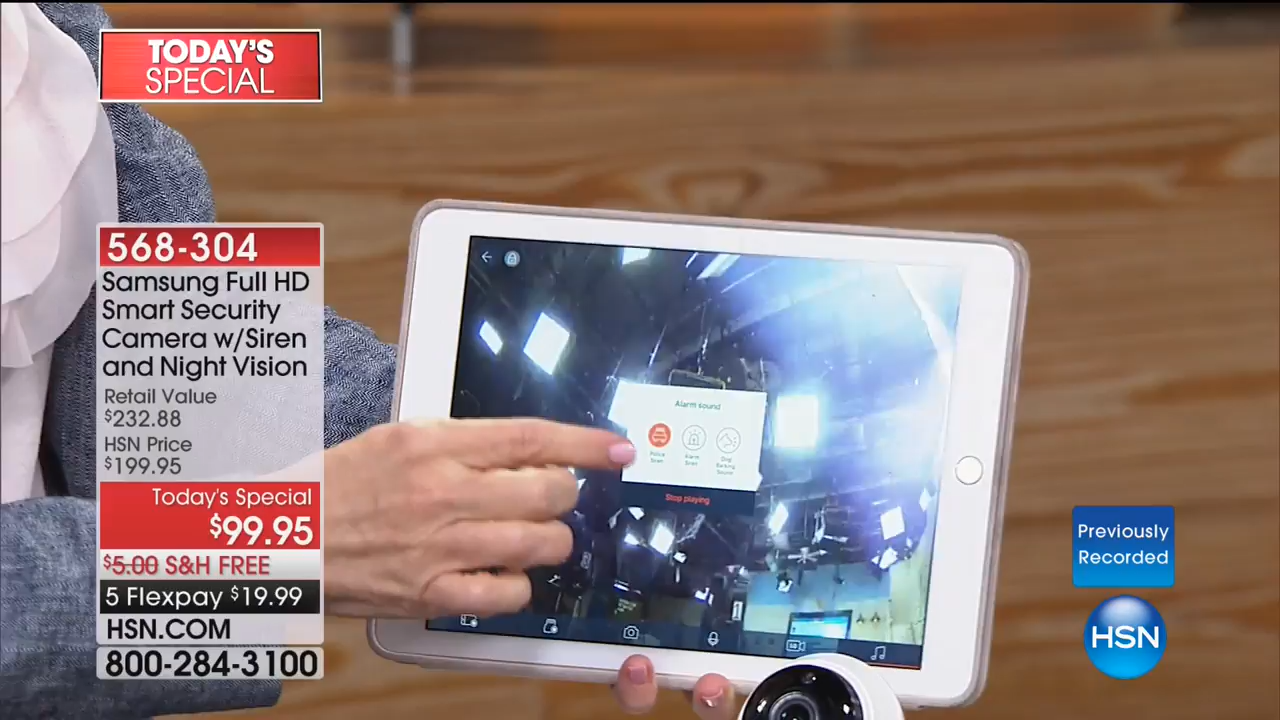 TODAY'S
SPECIAL
568-304
Samsung Full HD
Smart Security
Camera w/Siren
and Night Vision
Retail Value
$232.88
HSN Price
$199.95
Today's Special
$99.95
$5.00 S&H FREE
5 Flexpay $19.99
HSN.COM
800-284-3100
Alarm sound
Police
Siren
Alarm
Siren
Dog
Barking
Sound
Stop playing
Previously
Recorded
HSN